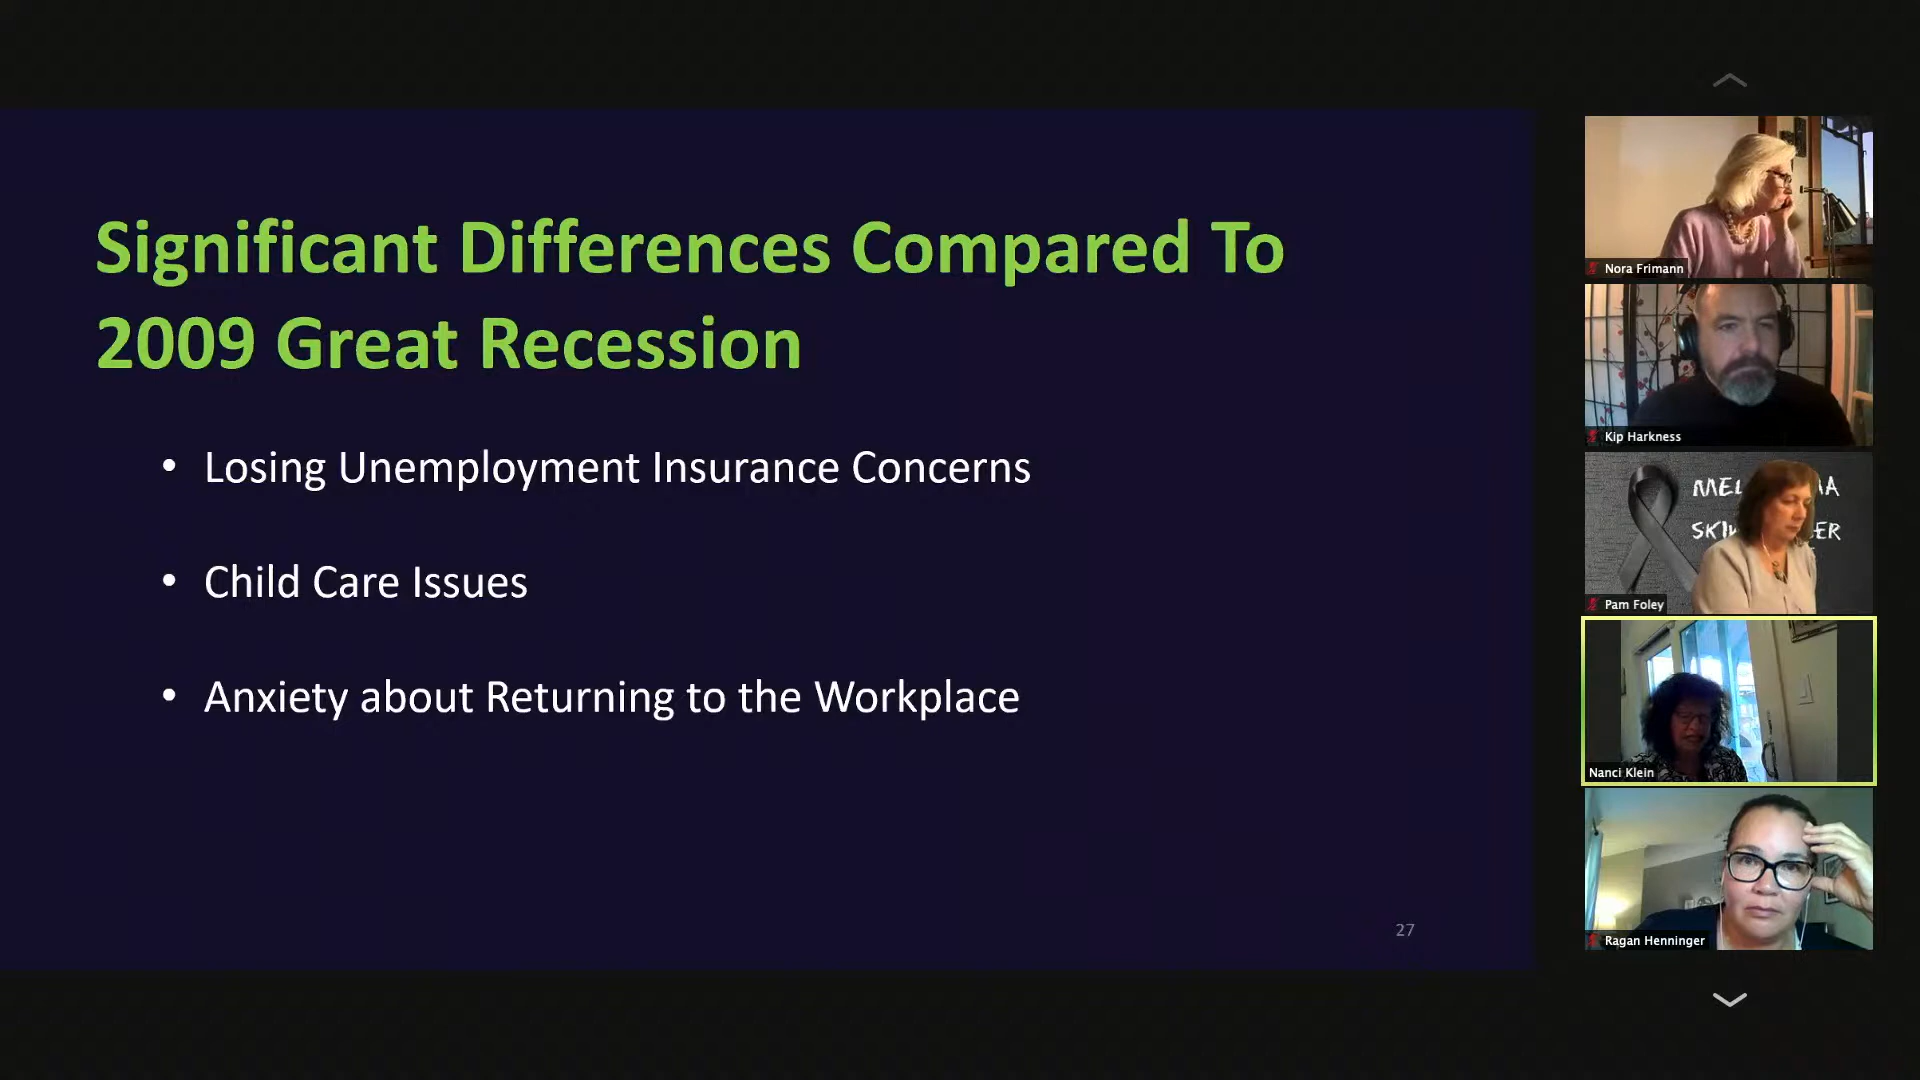 Significant Differences Compared To
2009 Great Recession
• Losing Unemployment Insurance Concerns
• Child Care Issues
• Anxiety about Returning to the Workplace
27
Nora Frimann
Kip Harkness
Pam Foley
Nanci Klein
Ragan Henninger